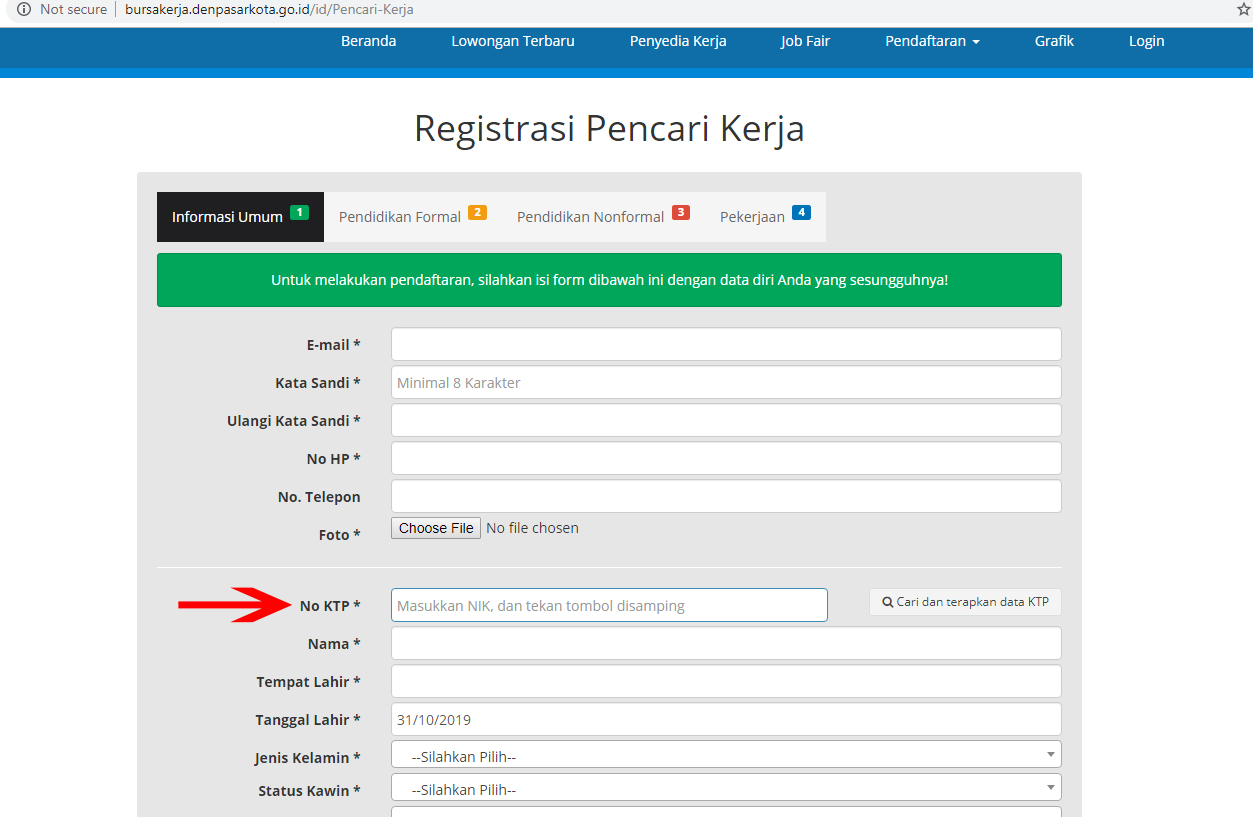 Not secure | bursakerja.denpasarkota.go.id/id/Pencari-Kerja
Beranda Lowongan Terbaru Penyedia Kerja Job Fair Pendaftaran Grafik Login
Registrasi Pencari Kerja
Informasi Umum 1 Pendidikan Formal 2 Pendidikan Nonformal 3 Pekerjaan 4
Untuk melakukan pendaftaran, silahkan isi form dibawah ini dengan data diri Anda yang sesungguhnya!
E-mail *
Kata Sandi * Minimal 8 Karakter
Ulangi Kata Sandi *
No HP *
No. Telepon
Foto * Choose File No file chosen
No KTP * Masukkan NIK, dan tekan tombol disamping Cari dan terapkan data KTP
Nama *
Tempat Lahir *
Tanggal Lahir * 31/10/2019
Jenis Kelamin * --Silahkan Pilih--
Status Kawin * --Silahkan Pilih--